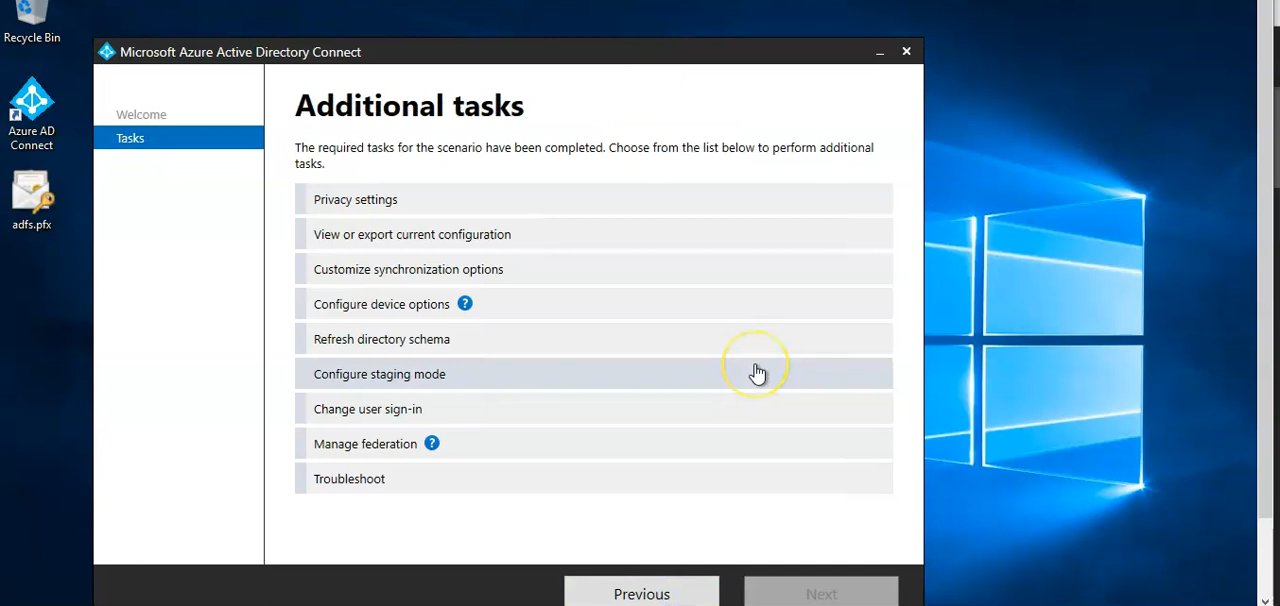 Recycle Bin
Azure AD
Connect
adfs.pfx
Microsoft Azure Active Directory Connect
Welcome
Tasks
Additional tasks
The required tasks for the scenario have been completed. Choose from the list below to perform additional
tasks.
Privacy settings
View or export current configuration
Customize synchronization options
Configure device options ?
Refresh directory schema
Configure staging mode
Change user sign-in
Manage federation ?
Troubleshoot
Previous
Next